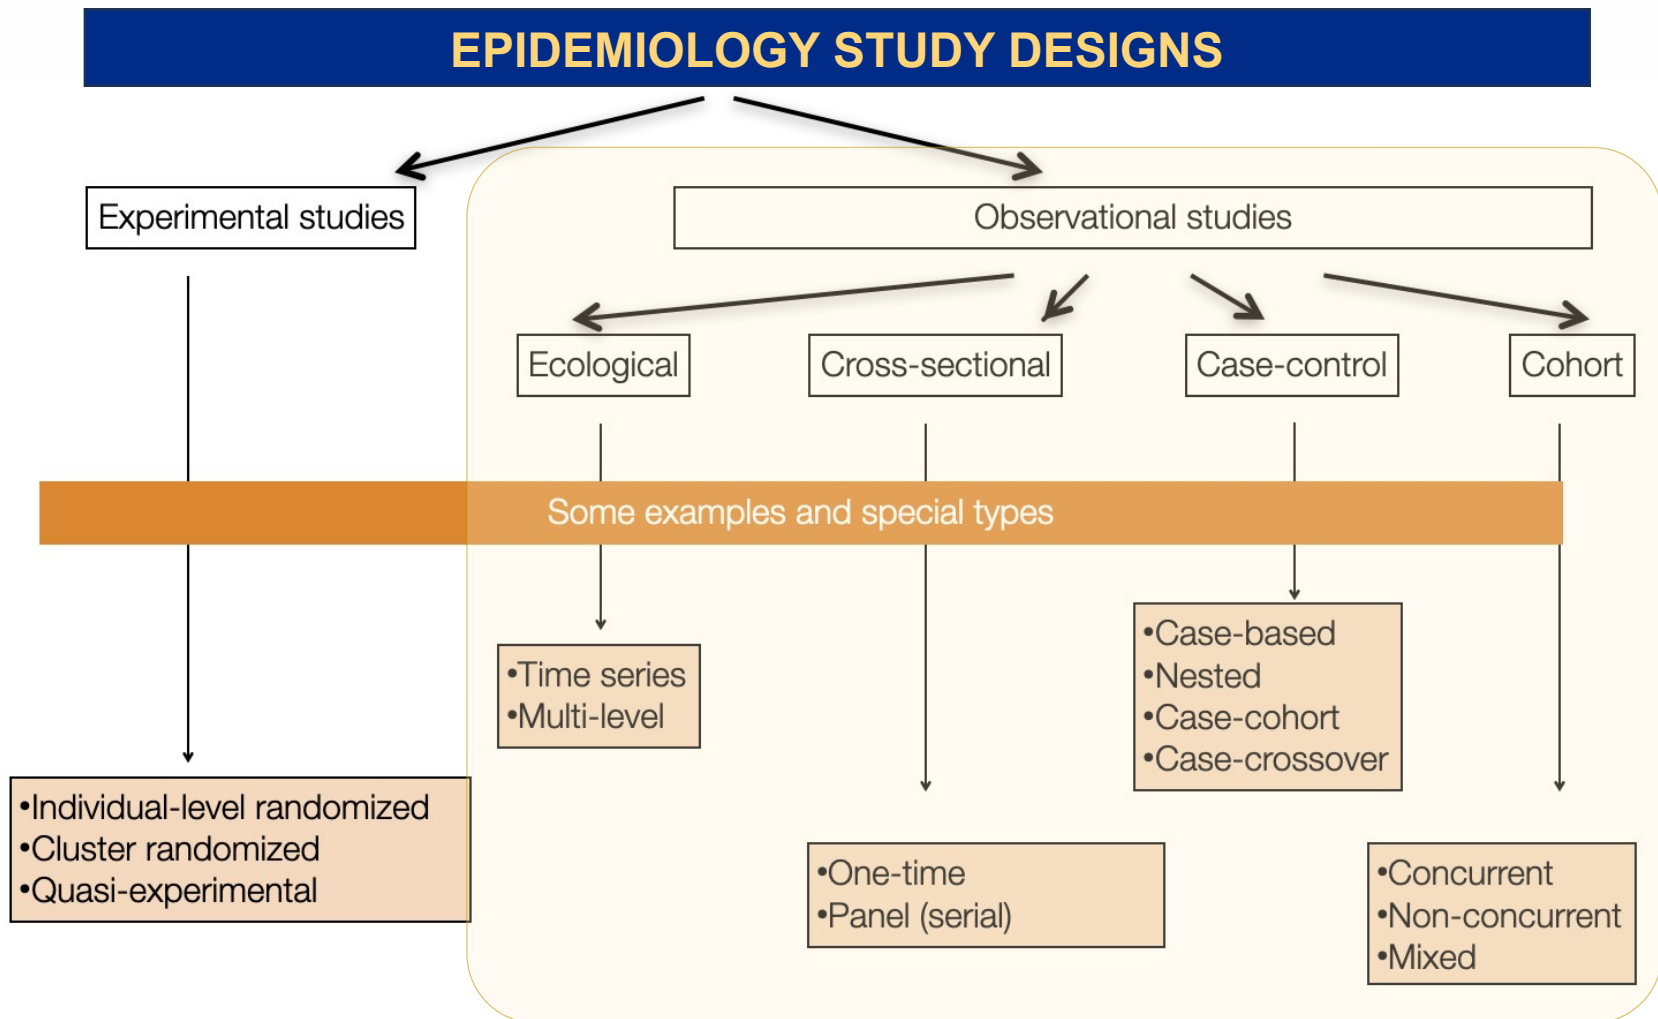 EPIDEMIOLOGY STUDY DESIGNS
Experimental studies
Observational studies
Ecological
Cross-sectional
Case-control
Cohort
Some examples and special types
•Individual-level randomized
•Cluster randomized
•Quasi-experimental
•Time series
•Multi-level
•One-time
•Panel (serial)
•Case-based
•Nested
•Case-cohort
•Case-crossover
•Concurrent
•Non-concurrent
•Mixed